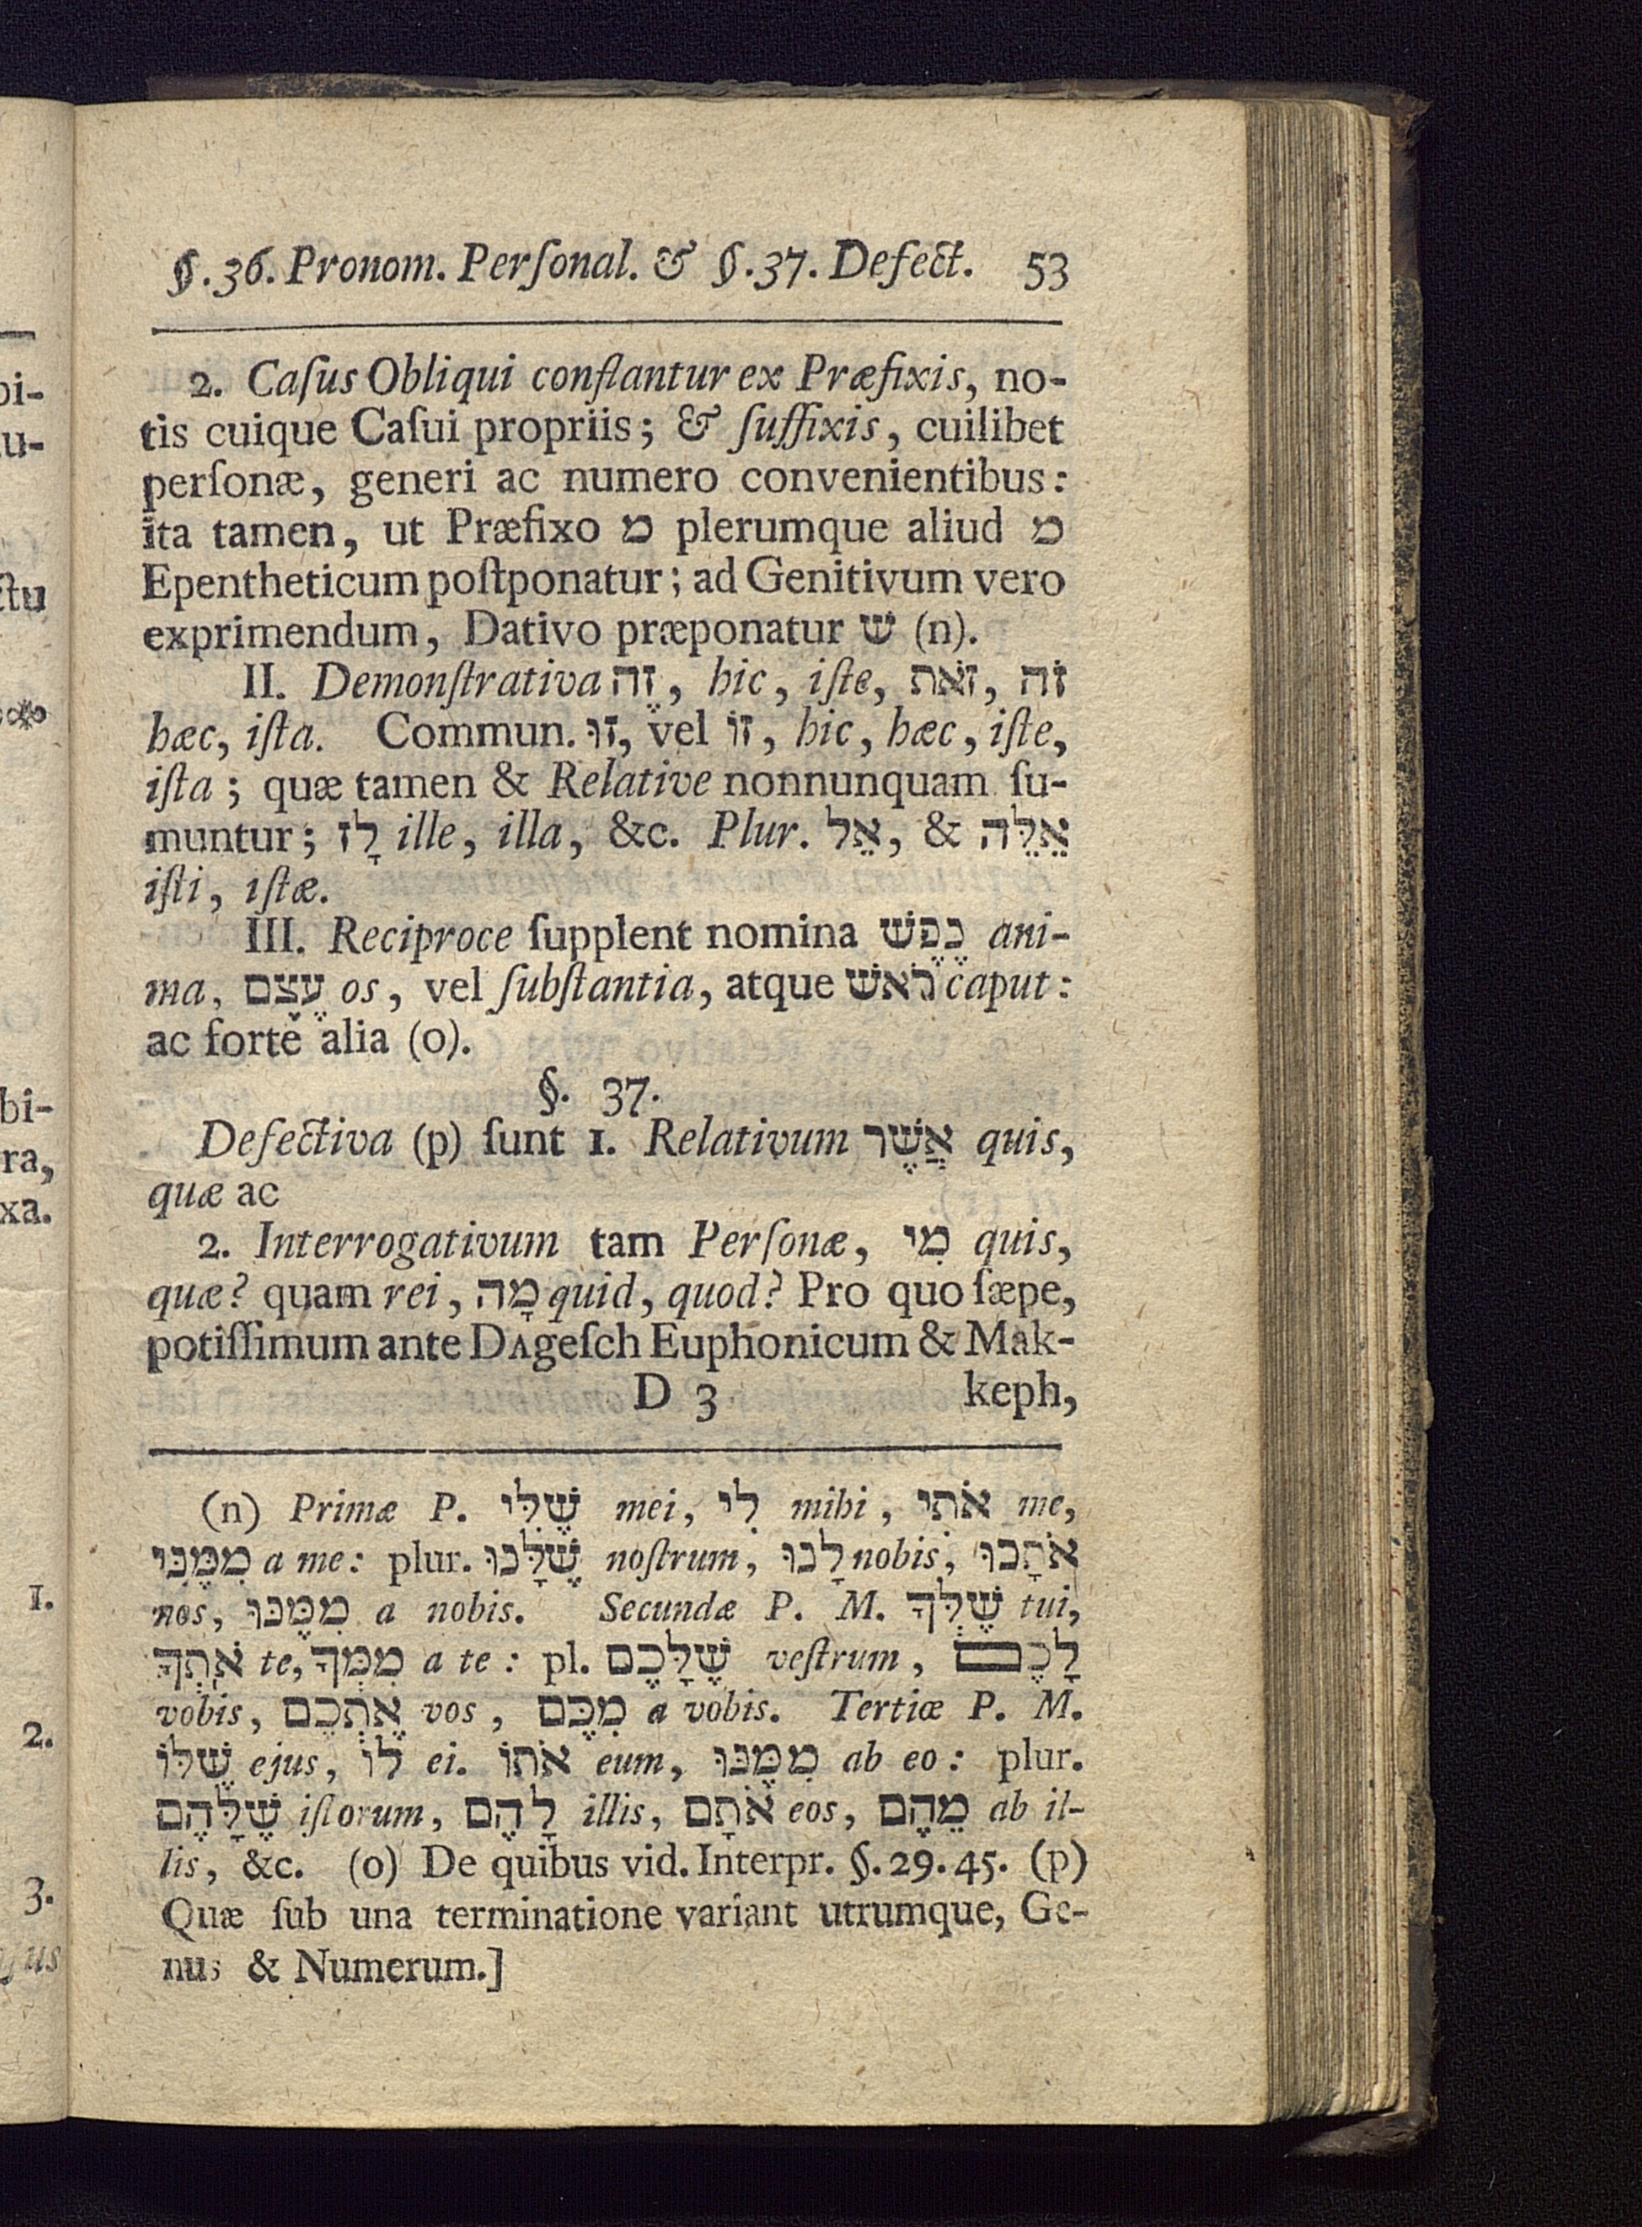 §.36. Pronom. Perſonal. & §.37. Defect. 53
2. Caſus Obliqui conſtantur ex Præfixis, no-
tis cuique Caſui propriis; & ſuffixis, cuilibet
perſonæ, generi ac numero convenientibus:
ita tamen, ut Præfixo מ plerumque aliud מ
Epentheticum poſtponatur; ad Genitivum vero
exprimendum, Dativo præponatur שׁ (n).
II. Demonſtrativa זֶה, hic, iſte, זֹאת, זֹה
hæc, iſta. Commun. זוּ, vel זוֹ, hic, hæc, iſte,
iſta; quæ tamen & Relative nonnunquam ſu-
muntur; לָז ille, illa, &c. Plur. אֵל, & אֵלֵּה
iſti, iſtæ.
III. Reciproce ſupplent nomina נֶפֶשׁ ani-
ma, עֶצֶם os, vel ſubſtantia, atque רֹאשׁ caput:
ac forte alia (o).
§. 37.
Defectiva (p) ſunt 1. Relativum אֲשֶׁר quis,
quæ ac
2. Interrogativum tam Perſonæ, מִי quis,
quæ? quam rei, מָה quid, quod? Pro quo ſæpe,
potiſſimum ante DAgeſch Euphonicum & Mak-
D 3 keph,
(n) Primæ P. שֶׁלִּי mei, לִי mihi, אֹתִי me,
מִמֶּנִּי a me: plur. שֶׁלָּנוּ noſtrum, לָנוּ nobis, אֹתָנוּ
nos, מִמֶּנּוּ a nobis. Secundæ P. M. שֶׁלְּךָ tui,
אֹתְךָ te, מִמְּךָ a te: pl. שֶׁלָּכֶם veſtrum, לָכֶם
vobis, אֶתְכֶם vos, מִכֶּם a vobis. Tertiæ P. M.
שֶׁלּוֹ ejus, לוֹ ei. אֹתוֹ eum, מִמֶּנּוּ ab eo: plur.
שֶׁלָּהֶם iſtorum, לָהֶם illis, אֹתָם eos, מֵהֶם ab il-
lis, &c. (o) De quibus vid. Interpr. §.29.45. (p)
Quæ ſub una terminatione variant utrumque, Ge-
nus & Numerum.]